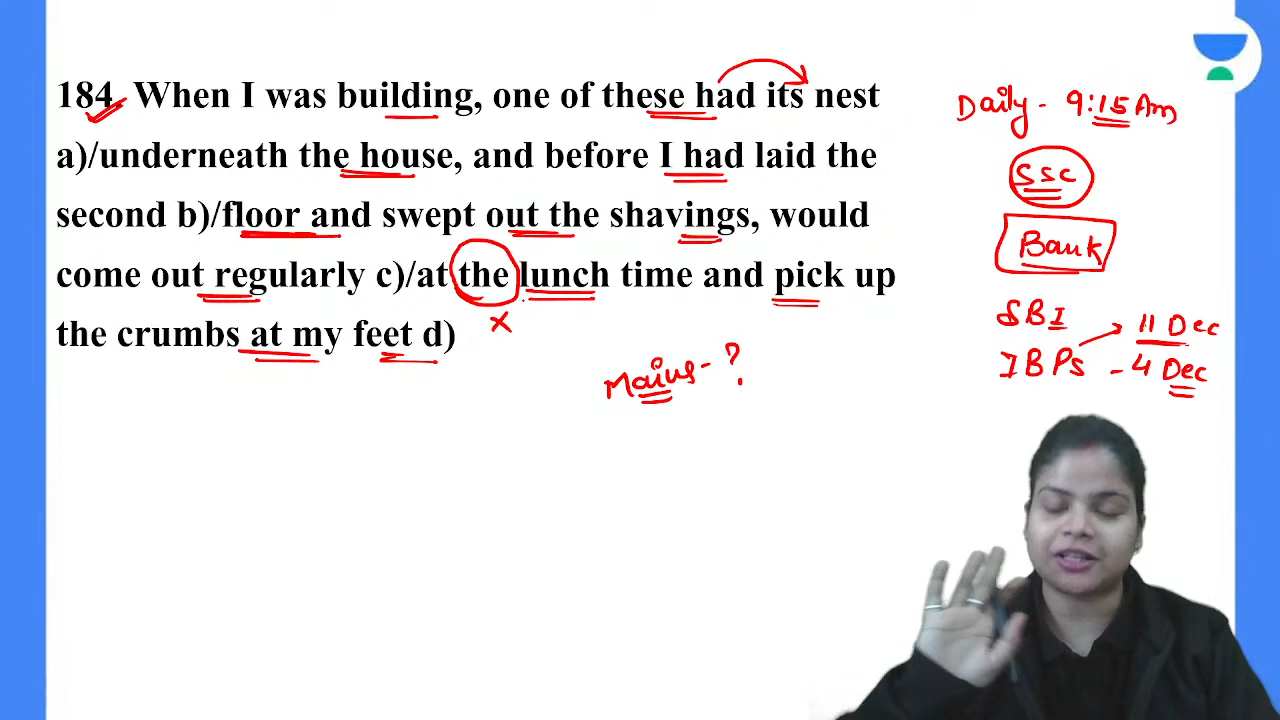 184. When I was building, one of these had its nest
a)/underneath the house, and before I had laid the
second b)/floor and swept out the shavings, would
come out regularly c)/at the lunch time and pick up
the crumbs at my feet d)
x
Mains - ?
Daily - 9:15 Am
SSC
Bank
SBI
11 Dec
IBPS - 4 Dec